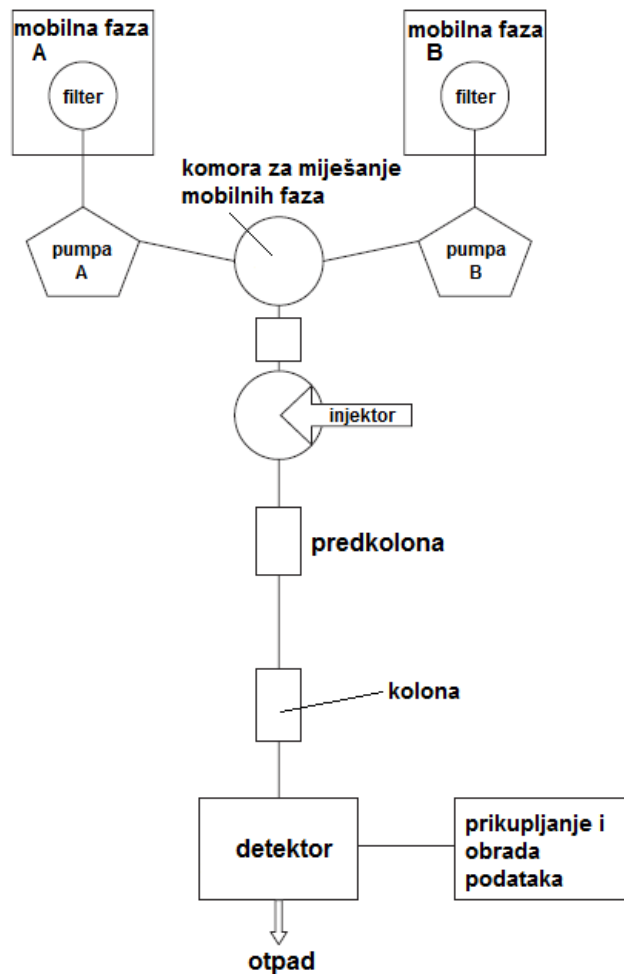 mobilna faza
A
filter
mobilna faza
B
filter
komora za miješanje
mobilnih faza
pumpa
A
pumpa
B
injektor
predkolona
kolona
detektor
prikupljanje i
obrada
podataka
otpad